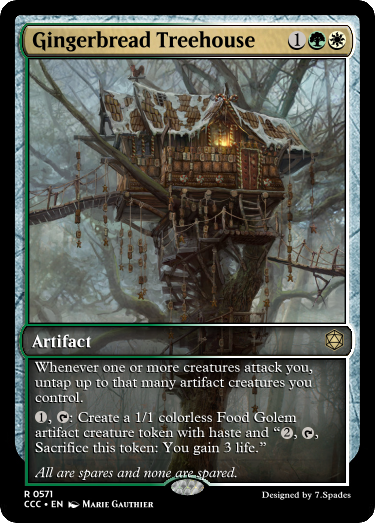 Gingerbread Treehouse 1
Artifact
Whenever one or more creatures attack you,
untap up to that many artifact creatures you
control.
1, : Create a 1/1 colorless Food Golem
artifact creature token with haste and “2, ,
Sacrifice this token: You gain 3 life.”
All are spares and none are spared.
R 0571
CCC • EN Marie Gauthier
Designed by 7.Spades